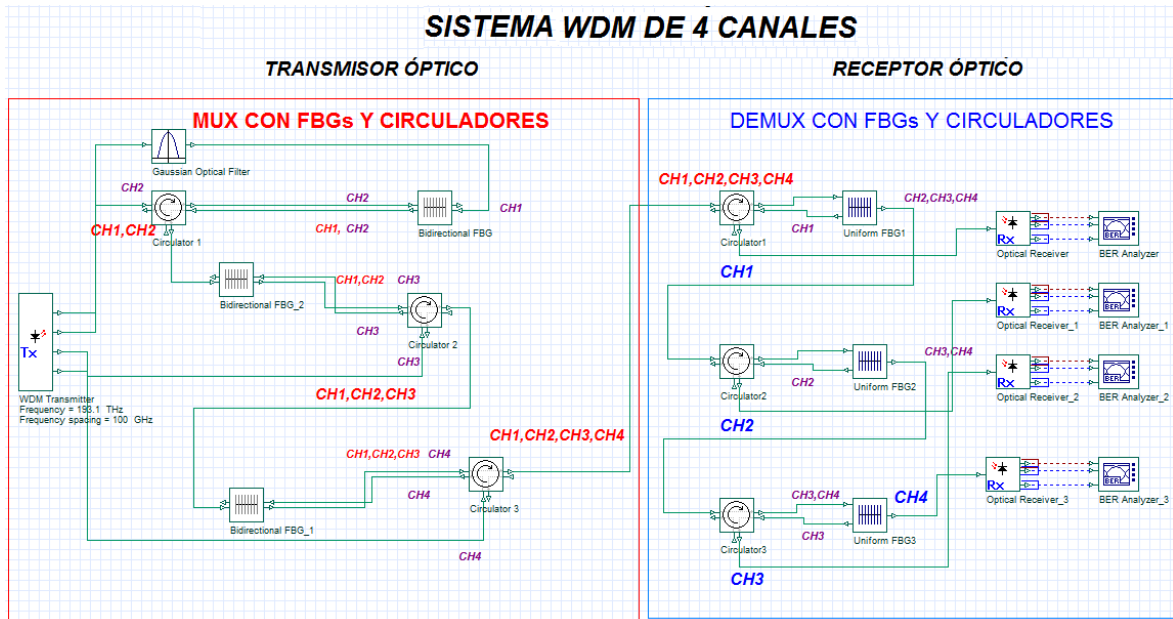 SISTEMA WDM DE 4 CANALES
TRANSMISOR ÓPTICO
RECEPTOR ÓPTICO
MUX CON FBGs Y CIRCULADORES
Gaussian Optical Filter
CH2
CH2
CH1
CH1,CH2
Circulator 1
CH1, CH2
Bidirectional FBG
CH1,CH2 CH3
Bidirectional FBG_2
CH3
Circulator 2
CH3
Tx
WDM Transmitter
Frequency = 193.1 THz
Frequency spacing = 100 GHz
CH1,CH2,CH3
CH1,CH2,CH3,CH4
CH1,CH2,CH3 CH4
CH4
Circulator 3
Bidirectional FBG_1
CH4
DEMUX CON FBGs Y CIRCULADORES
CH1,CH2,CH3,CH4
CH2,CH3,CH4
CH1
Circulator1
Uniform FBG1
Rx
Optical Receiver
BER
BER Analyzer
CH1
Rx
Optical Receiver_1
BER
BER Analyzer_1
CH3,CH4
CH2
Circulator2
Uniform FBG2
Rx
Optical Receiver_2
BER
BER Analyzer_2
CH2
CH3,CH4
CH4
Rx
Optical Receiver_3
BER
BER Analyzer_3
CH3
Circulator3
Uniform FBG3
CH3